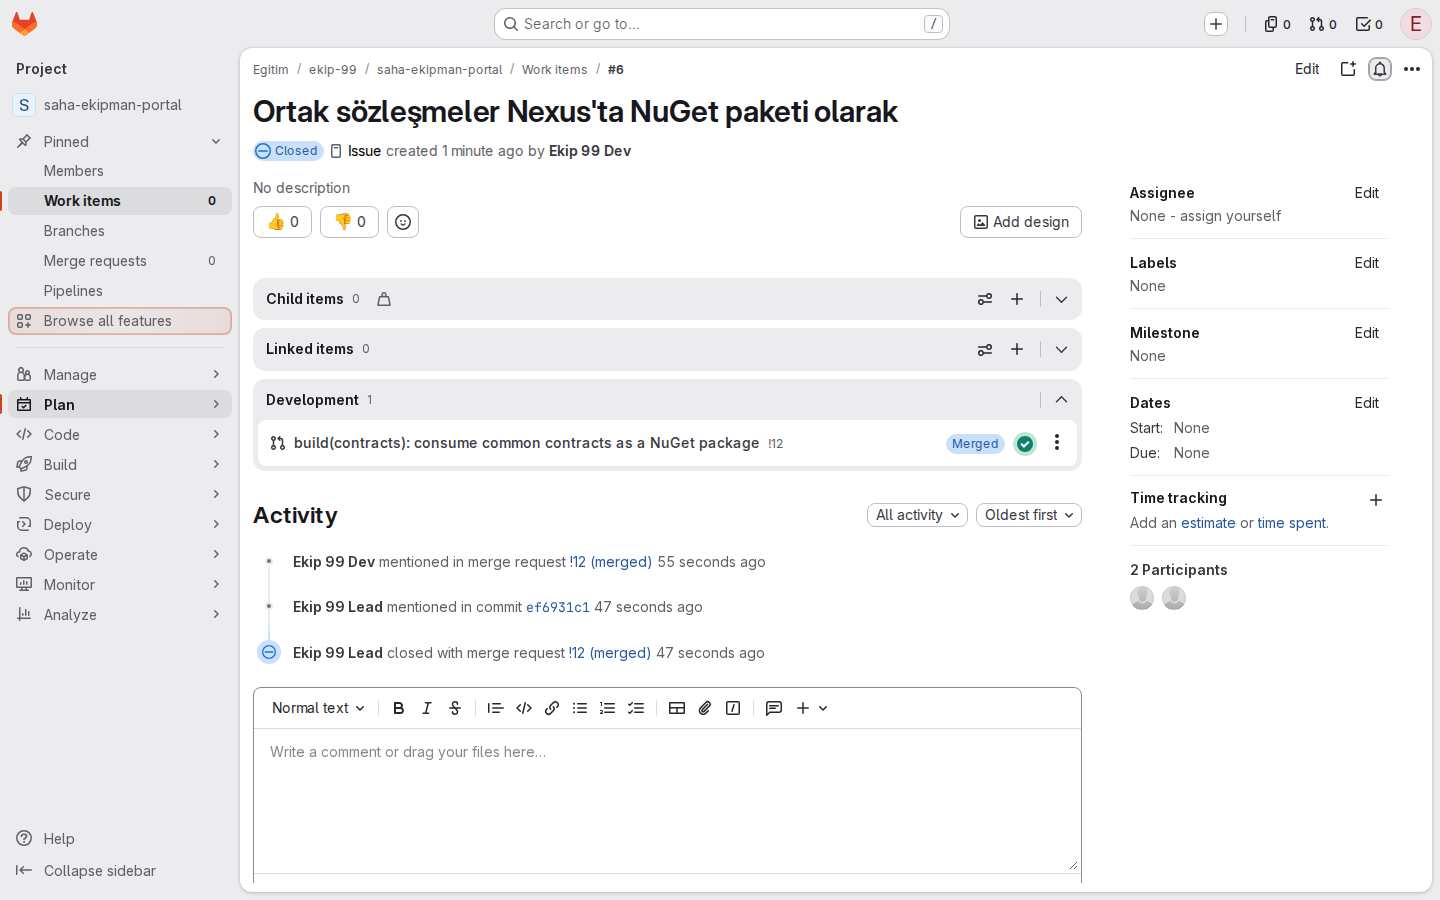 Search or go to...
/
0
0
0
E
Project
S saha-ekipman-portal
Pinned
Members
Work items 0
Branches
Merge requests 0
Pipelines
Browse all features
Manage
Plan
Code
Build
Secure
Deploy
Operate
Monitor
Analyze
Help
Collapse sidebar
Egitim / ekip-99 / saha-ekipman-portal / Work items / #6
Edit
Ortak sözleşmeler Nexus'ta NuGet paketi olarak
Closed Issue created 1 minute ago by Ekip 99 Dev
No description
0
0
Add design
Child items 0
Linked items 0
Development 1
build(contracts): consume common contracts as a NuGet package !12 Merged
Activity
All activity
Oldest first
Ekip 99 Dev mentioned in merge request !12 (merged) 55 seconds ago
Ekip 99 Lead mentioned in commit ef6931c1 47 seconds ago
Ekip 99 Lead closed with merge request !12 (merged) 47 seconds ago
Normal text
Write a comment or drag your files here...
Assignee Edit
None - assign yourself
Labels Edit
None
Milestone Edit
None
Dates Edit
Start: None
Due: None
Time tracking
Add an estimate or time spent.
2 Participants